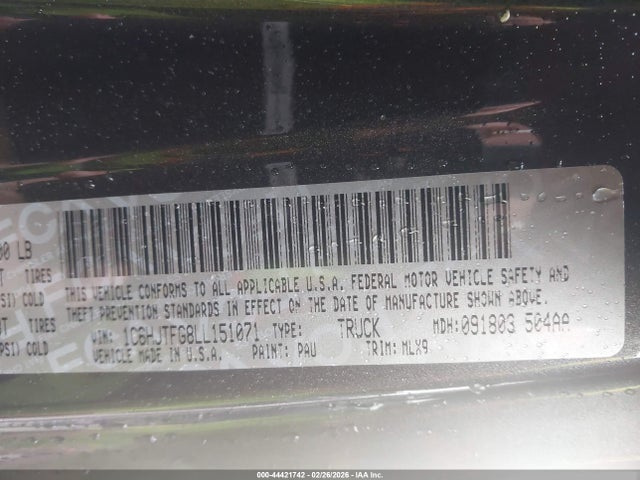 00 LB
TIRES
PSI) COLD
TIRES
PSI) COLD
THIS VEHICLE CONFORMS TO ALL APPLICABLE U.S.A. FEDERAL MOTOR VEHICLE SAFETY AND
THEFT PREVENTION STANDARDS IN EFFECT ON THE DATE OF MANUFACTURE SHOWN ABOVE.
VIN: 1C6HJTFG8LL151071 TYPE: TRUCK MDH: 091803 504AA
VEHICLE MADE IN U.S.A. PAINT: PAU TRIM: MLX9
000-44421742 | 02/26/2026 - IAA Inc.